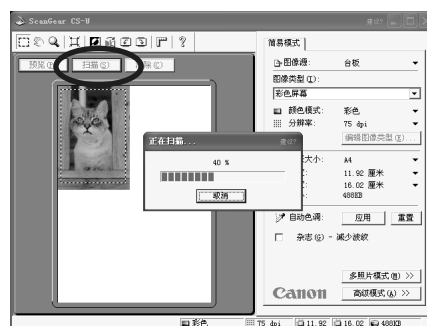 ScanGear CS-U
预览(P)
扫描(S)
除(C)
简易模式
图像源: 台板
图像类型(I):
彩色屏幕
颜色模式: 彩色
分辨率: 75 dpi
编辑图像类型(E)...
大小: A4
11.92 厘米
16.02 厘米
488KB
正在扫描...
40 %
取消
自动色调: 应用 重置
杂志(G) - 减少波纹
多照片模式(M) >>
Canon 高级模式(A) >>
彩色 75 dpi 11.92 16.02 488KB